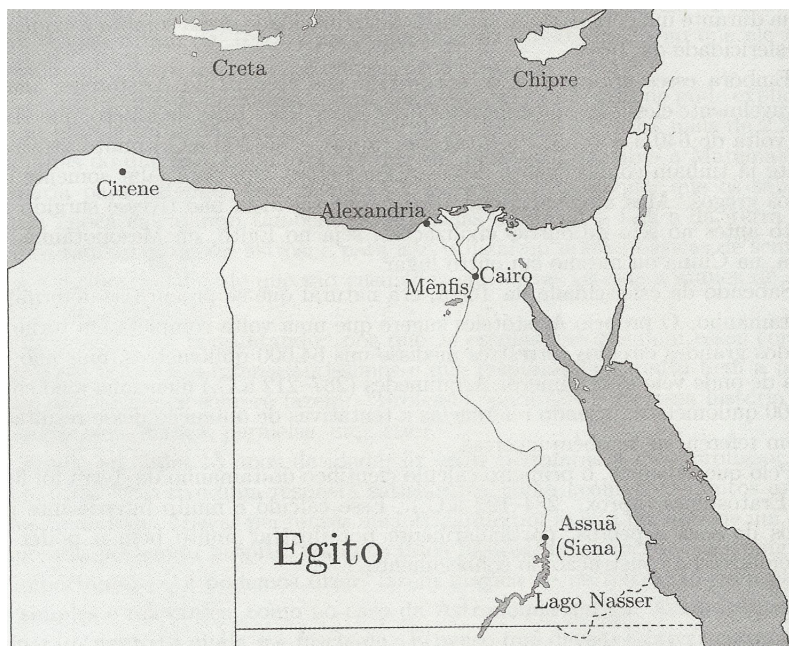 Creta
Chipre
Cirene
Alexandria
Cairo
Mênfis
Assuã
(Siena)
Egito
Lago Nasser